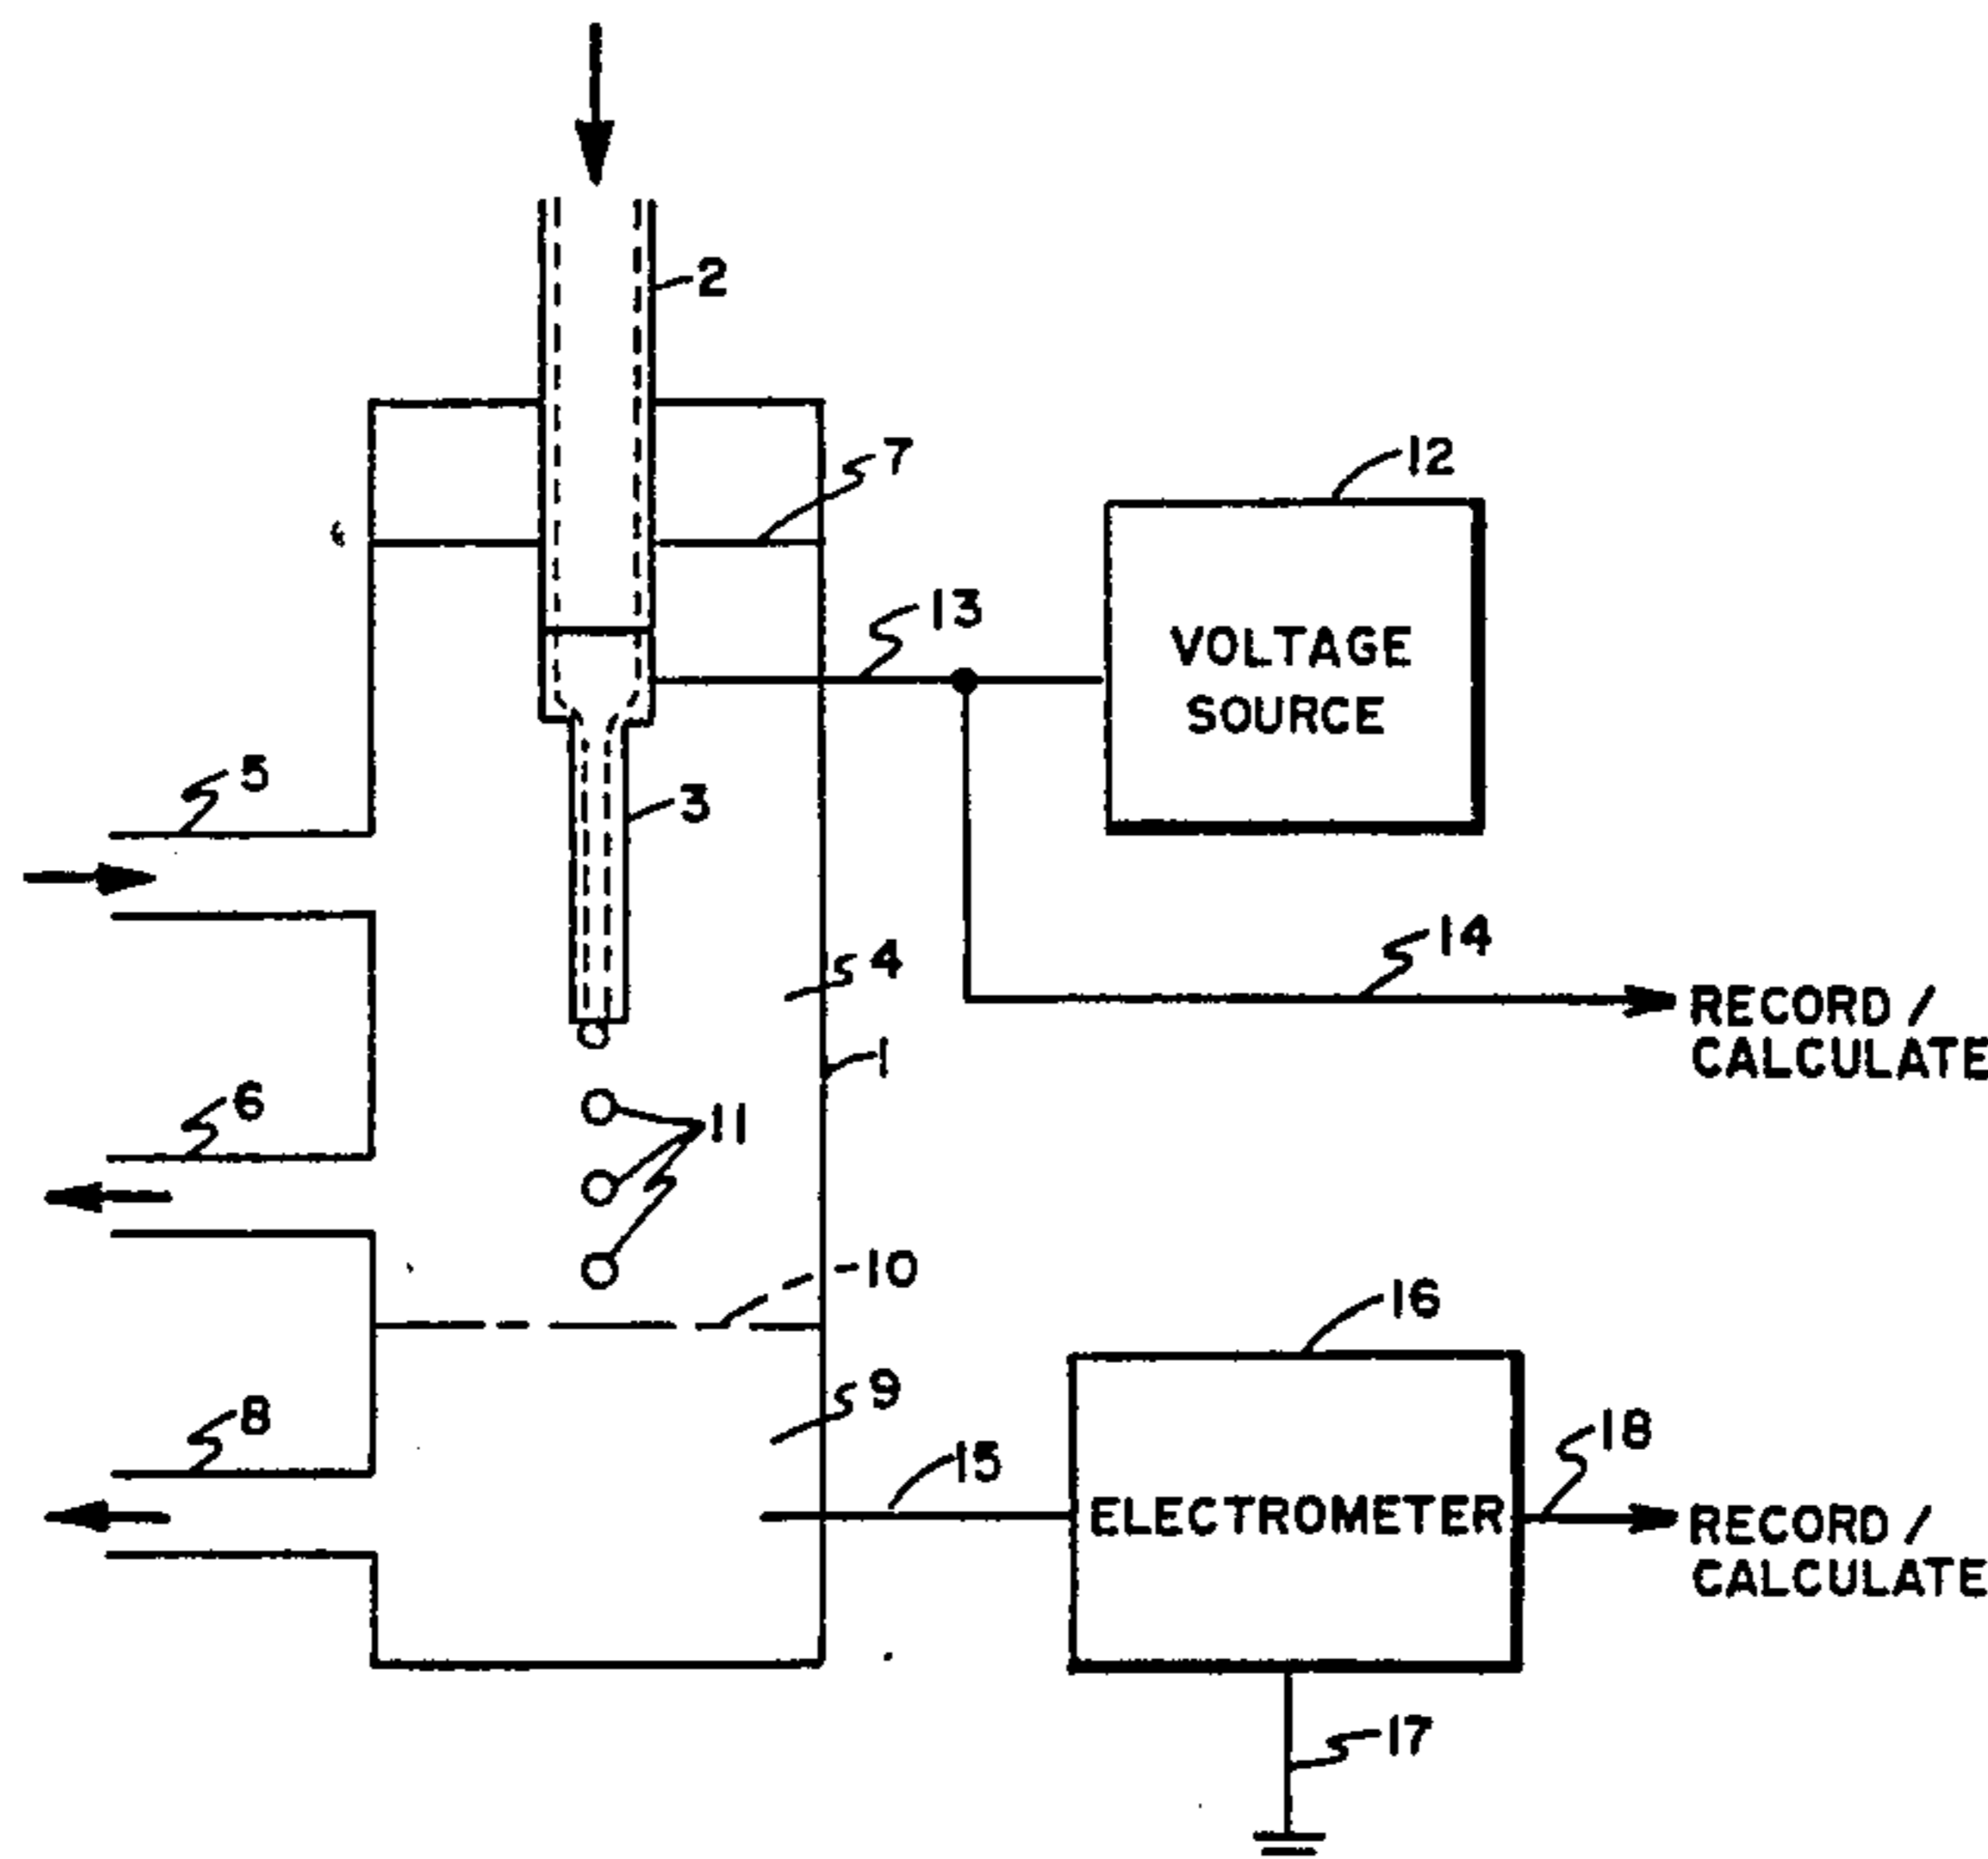 2
7
12
13
VOLTAGE
SOURCE
5
3
14
4
RECORD /
CALCULATE
1
6
11
10
16
9
8
18
15
ELECTROMETER
RECORD /
CALCULATE
17